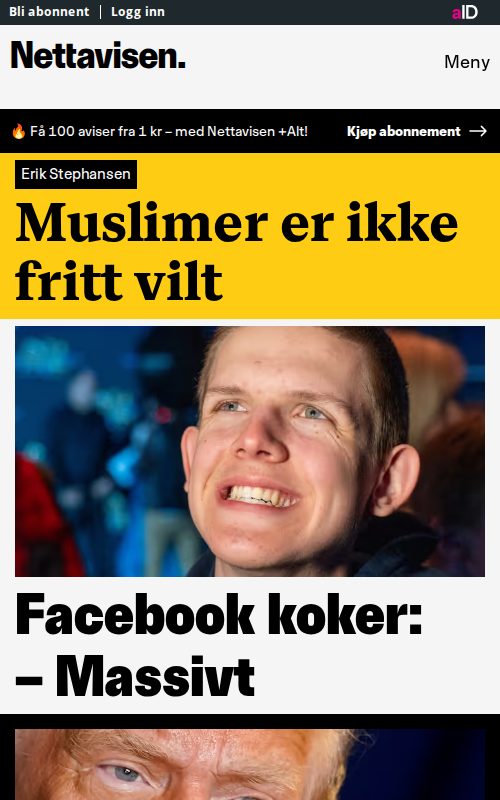 Bli abonnent | Logg inn
aID
Nettavisen.
Meny
🔥 Få 100 aviser fra 1 kr – med Nettavisen +Alt!
Kjøp abonnement →
Erik Stephansen
Muslimer er ikke
fritt vilt
Facebook koker:
– Massivt